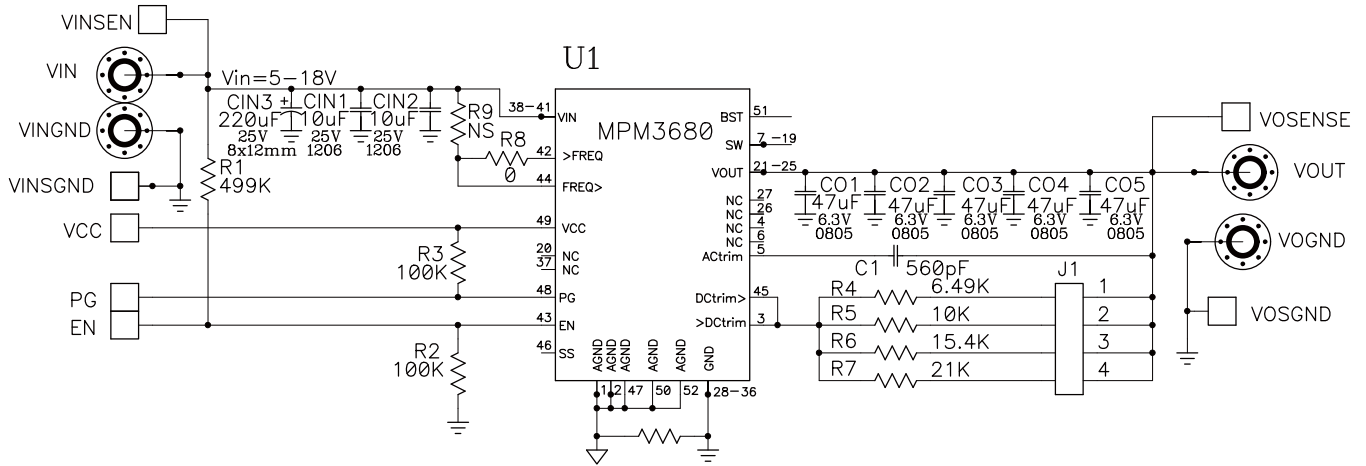 VINSEN
VIN
VINGND
VINSGND
VCC
PG
EN
Vin=5-18V
CIN3 + CIN1 CIN2
220uF 10uF 10uF
25V 25V 25V
8x12mm 1206 1206
R1
499K
R9
NS
R8
0
R3
100K
R2
100K
U1
MPM3680
38-41
VIN
42
>FREQ
44
FREQ>
49
VCC
20
NC
37
NC
48
PG
43
EN
46
SS
AGND AGND AGND AGND AGND GND
1 2 47 50 52 28-36
BST
51
SW
7-19
VOUT
21-25
NC
27
NC
26
NC
4
NC
6
ACtrim
5
DCtrim>
45
>DCtrim
3
CO1 CO2 CO3 CO4 CO5
47uF 47uF 47uF 47uF 47uF
6.3V 6.3V 6.3V 6.3V 6.3V
0805 0805 0805 0805 0805
C1 560pF
J1
R4 6.49K 1
R5 10K 2
R6 15.4K 3
R7 21K 4
VOSENSE
VOUT
VOGND
VOSGND